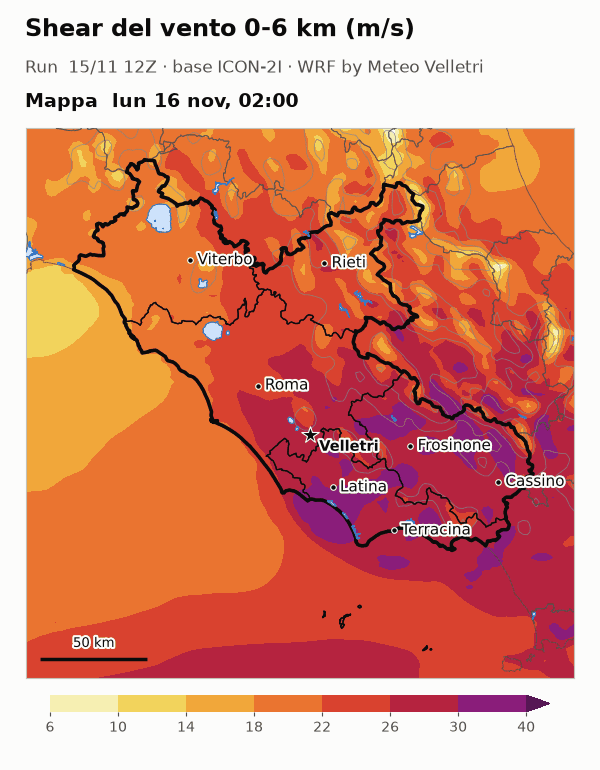 Shear del vento 0-6 km (m/s)
Run  15/11 12Z · base ICON-2I · WRF by Meteo Velletri
Mappa  lun 16 nov, 02:00
Viterbo
Rieti
Roma
Velletri
Frosinone
Cassino
Latina
Terracina
50 km
6 10 14 18 22 26 30 40